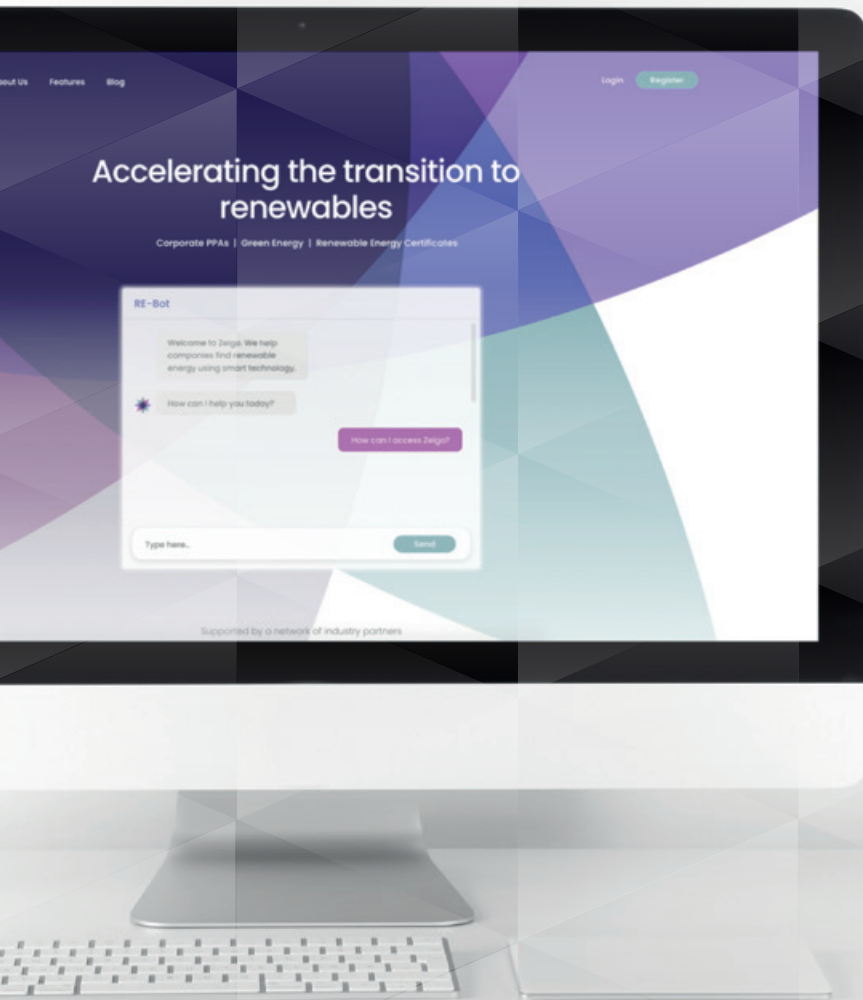 out Us Features Blog
Login Register
Accelerating the transition to
renewables
Corporate PPAs | Green Energy | Renewable Energy Certificates
RE-Bot
Welcome to Zeigo. We help
companies find renewable
energy using smart technology.
How can I help you today?
How can I access Zeigo?
Type here..
Send
Supported by a network of industry partners